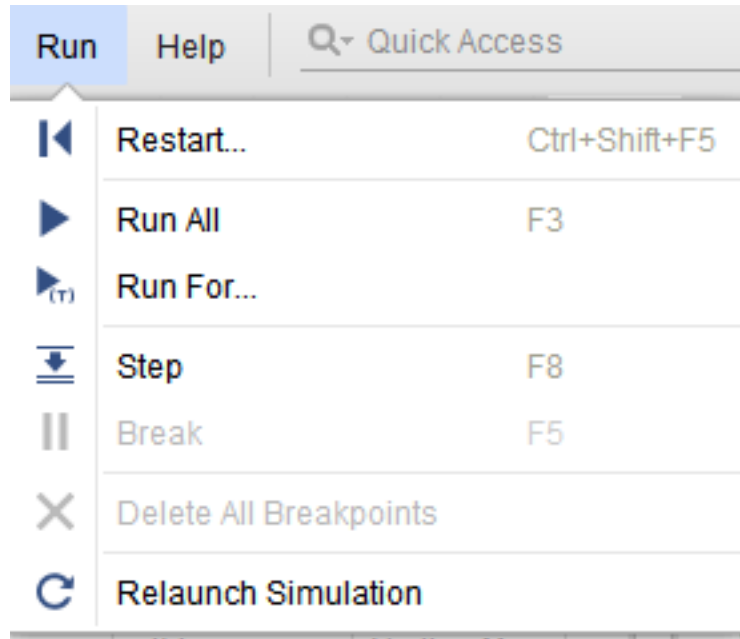 Run Help Quick Access
Restart... Ctrl+Shift+F5
Run All F3
(T) Run For...
Step F8
Break F5
Delete All Breakpoints
Relaunch Simulation